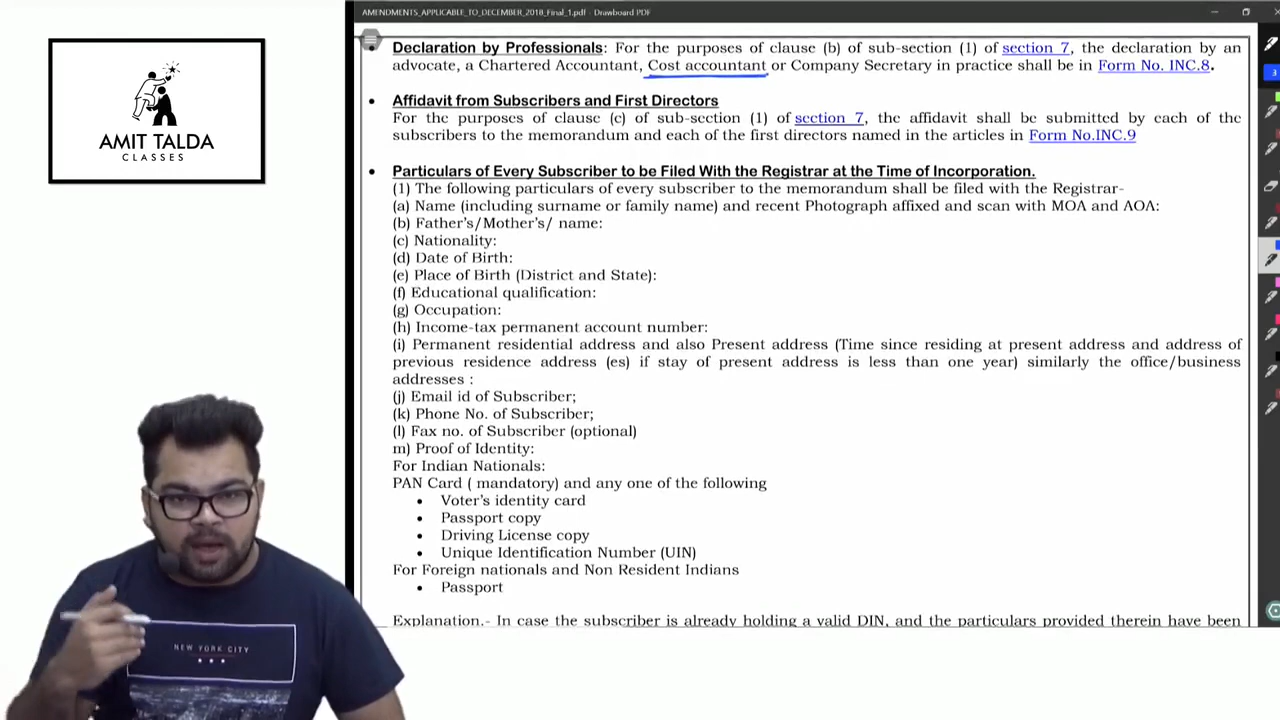 AMENDMENTS_APPLICABLE_TO_DECEMBER_2018_Final_1.pdf - Drawboard PDF
AMIT TALDA
CLASSES
• Declaration by Professionals: For the purposes of clause (b) of sub-section (1) of section 7, the declaration by an
advocate, a Chartered Accountant, Cost accountant or Company Secretary in practice shall be in Form No. INC.8.
• Affidavit from Subscribers and First Directors
For the purposes of clause (c) of sub-section (1) of section 7, the affidavit shall be submitted by each of the
subscribers to the memorandum and each of the first directors named in the articles in Form No.INC.9
• Particulars of Every Subscriber to be Filed With the Registrar at the Time of Incorporation.
(1) The following particulars of every subscriber to the memorandum shall be filed with the Registrar-
(a) Name (including surname or family name) and recent Photograph affixed and scan with MOA and AOA:
(b) Father's/Mother's/ name:
(c) Nationality:
(d) Date of Birth:
(e) Place of Birth (District and State):
(f) Educational qualification:
(g) Occupation:
(h) Income-tax permanent account number:
(i) Permanent residential address and also Present address (Time since residing at present address and address of
previous residence address (es) if stay of present address is less than one year) similarly the office/business
addresses :
(j) Email id of Subscriber;
(k) Phone No. of Subscriber;
(l) Fax no. of Subscriber (optional)
m) Proof of Identity:
For Indian Nationals:
PAN Card ( mandatory) and any one of the following
• Voter's identity card
• Passport copy
• Driving License copy
• Unique Identification Number (UIN)
For Foreign nationals and Non Resident Indians
• Passport
Explanation.- In case the subscriber is already holding a valid DIN, and the particulars provided therein have been
NEW YORK CITY
3